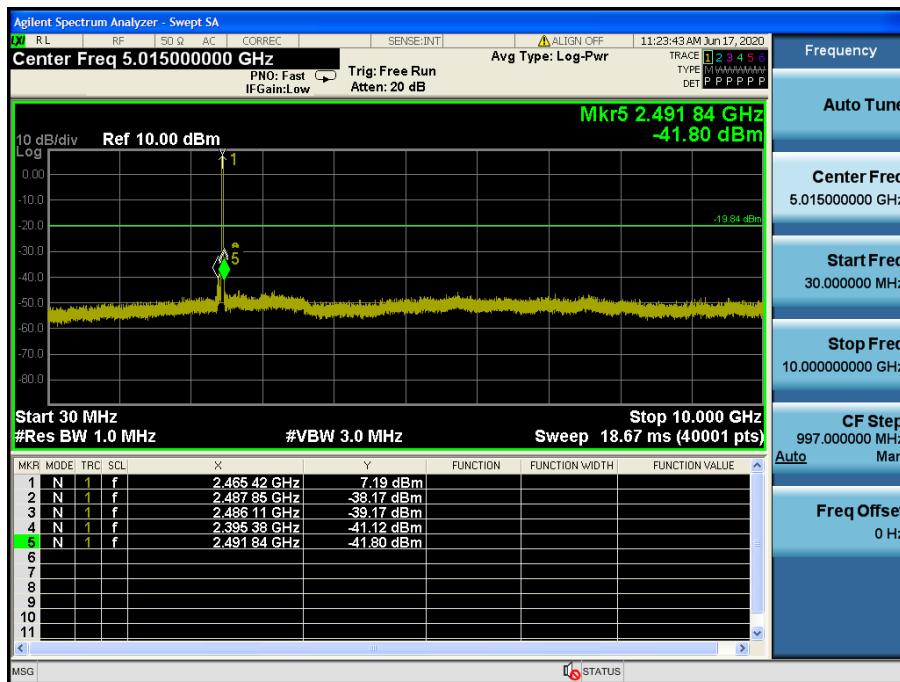 Agilent Spectrum Analyzer - Swept SA
LXI RL RF 50 Ω AC CORREC SENSE:INT ALIGN OFF 11:23:43 AM Jun 17, 2020
Center Freq 5.015000000 GHz
PNO: Fast
IFGain:Low
Trig: Free Run
Atten: 20 dB
Avg Type: Log-Pwr
TRACE 1 2 3 4 5 6
TYPE M WWWWW
DET P P P P P P
Mkr5 2.491 84 GHz
-41.80 dBm
10 dB/div Ref 10.00 dBm
Log
1
0.00
-10.0
-20.0
-19.84 dBm
-30.0
5
-40.0
-50.0
-60.0
-70.0
-80.0
Start 30 MHz Stop 10.000 GHz
#Res BW 1.0 MHz #VBW 3.0 MHz Sweep 18.67 ms (40001 pts)
MKR MODE TRC SCL X Y FUNCTION FUNCTION WIDTH FUNCTION VALUE
1 N 1 f 2.465 42 GHz 7.19 dBm
2 N 1 f 2.487 85 GHz -38.17 dBm
3 N 1 f 2.486 11 GHz -39.17 dBm
4 N 1 f 2.395 38 GHz -41.12 dBm
5 N 1 f 2.491 84 GHz -41.80 dBm
6
7
8
9
10
11
MSG STATUS
Frequency
Auto Tune
Center Freq
5.015000000 GHz
Start Freq
30.000000 MHz
Stop Freq
10.000000000 GHz
CF Step
997.000000 MHz
Auto Man
Freq Offset
0 Hz